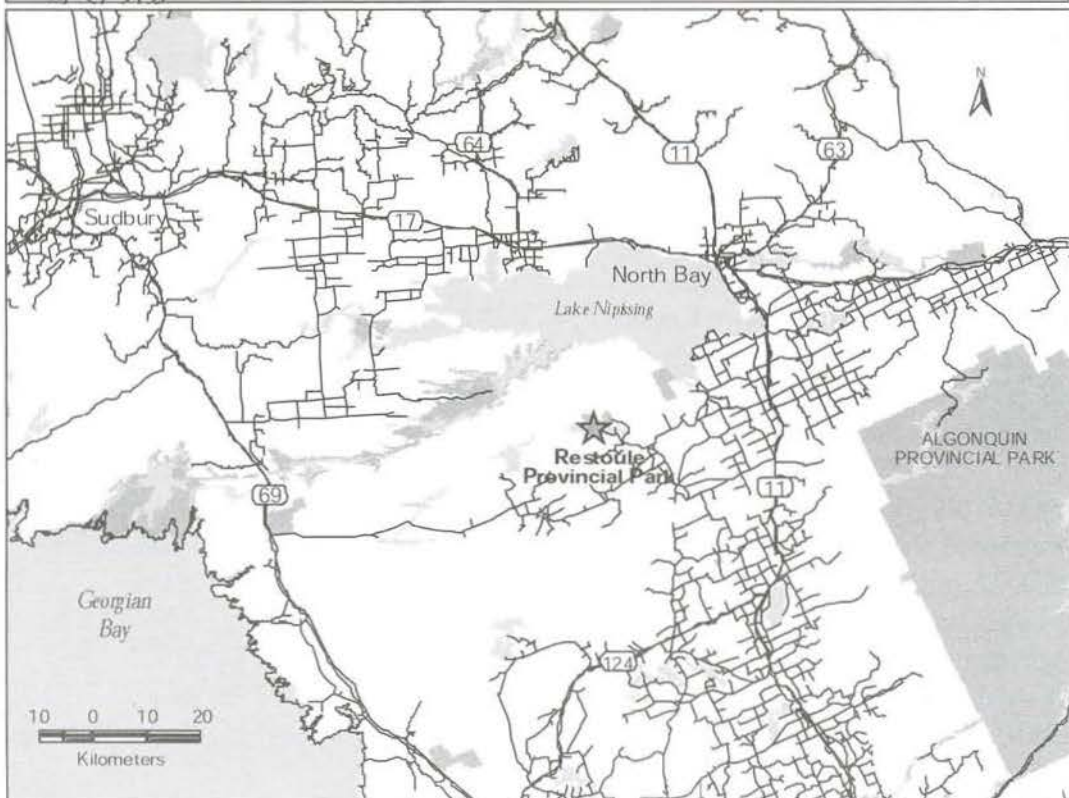 N
64
11
63
17
Sudbury
North Bay
Lake Nipissing
ALGONQUIN
PROVINCIAL PARK
Restoule
Provincial Park
11
69
Georgian
Bay
124
10 0 10 20
Kilometers